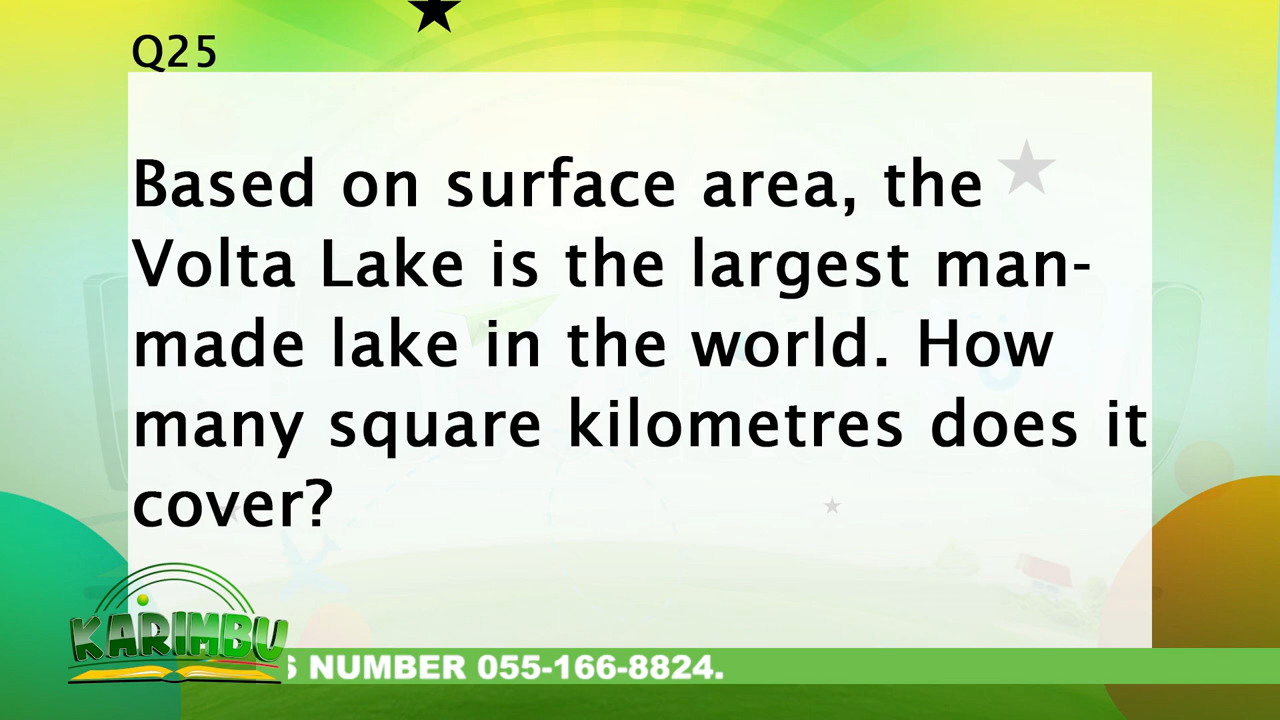 Q25
Based on surface area, the
Volta Lake is the largest man-
made lake in the world. How
many square kilometres does it
cover?
KARIMBU
NUMBER 055-166-8824.